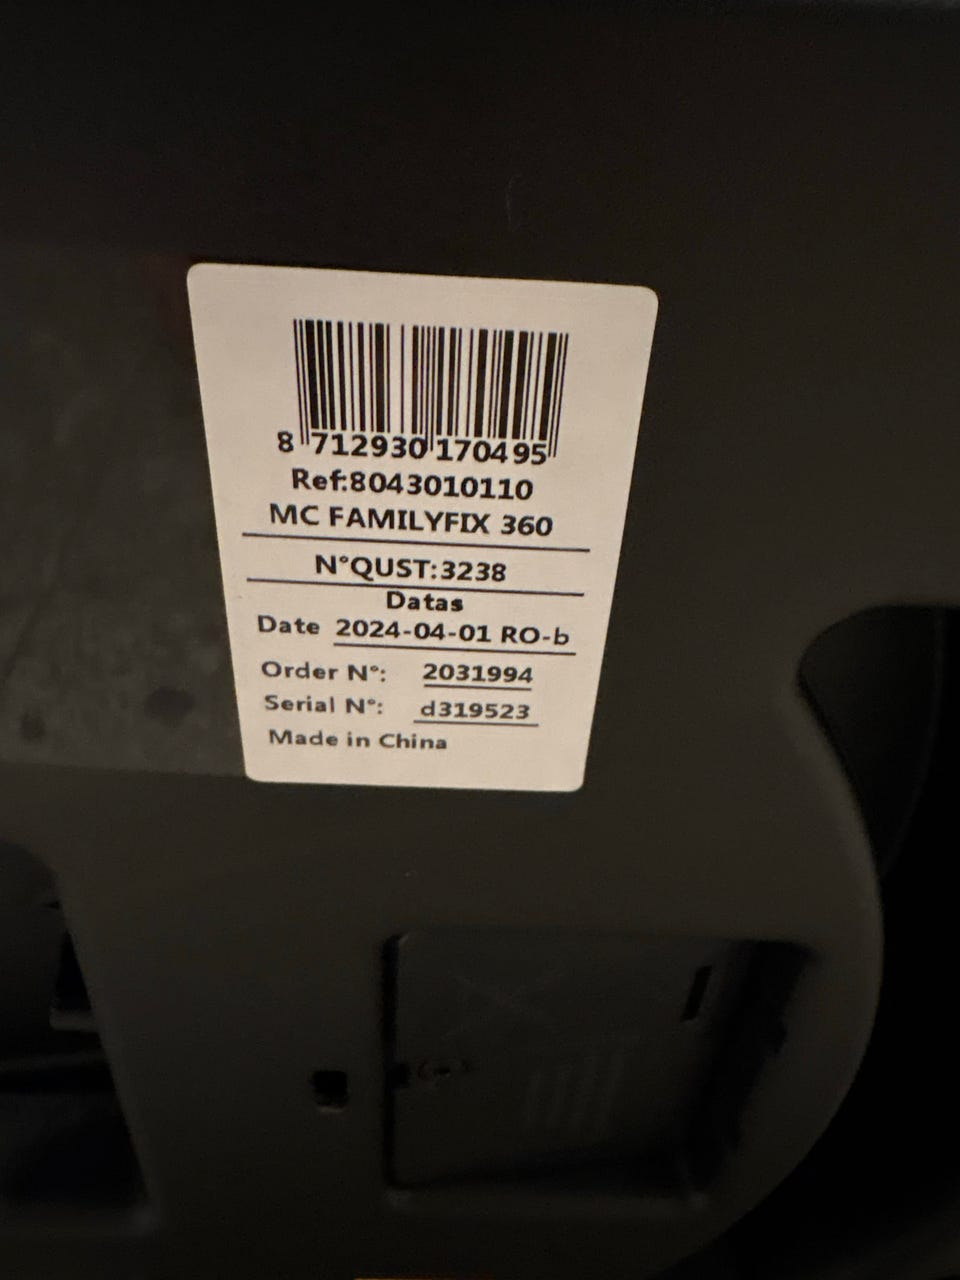 8 712930 170495
Ref:8043010110
MC FAMILYFIX 360
N°QUST:3238
Datas
Date 2024-04-01 RO-b
Order N°: 2031994
Serial N°: d319523
Made in China